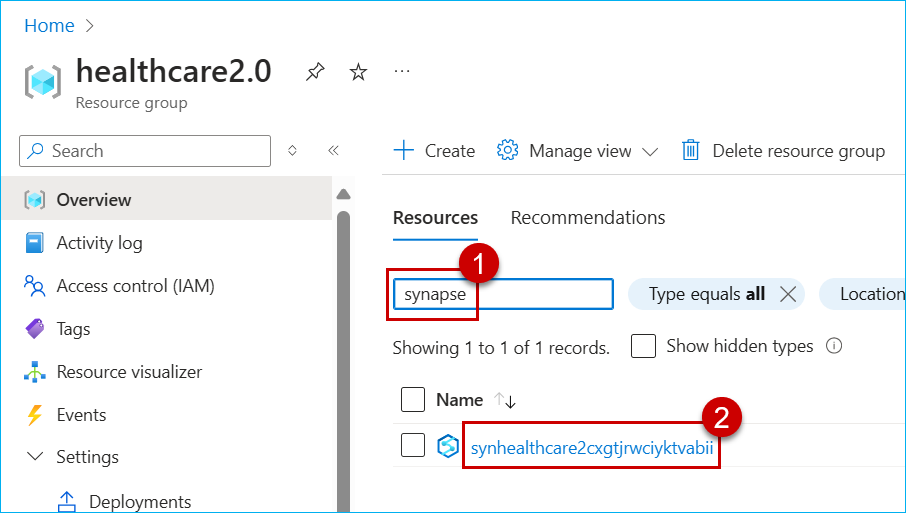 Home
healthcare2.0
Resource group
Search
Create
Manage view
Delete resource group
Overview
Activity log
Access control (IAM)
Tags
Resource visualizer
Events
Settings
Deployments
Resources
Recommendations
1
synapse
Type equals all
Location
Showing 1 to 1 of 1 records.
Show hidden types
Name
2
synhealthcare2cxgtjrwciyktvabii